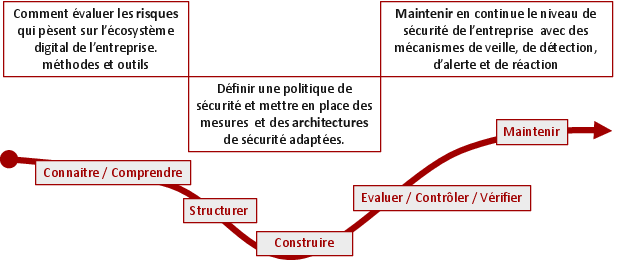 Comment évaluer les risques
qui pèsent sur l'écosystème
digital de l'entreprise.
méthodes et outils
Définir une politique de
sécurité et mettre en place des
mesures et des architectures
de sécurité adaptées.
Maintenir en continue le niveau de
sécurité de l'entreprise avec des
mécanismes de veille, de détection,
d'alerte et de réaction
Connaitre / Comprendre
Structurer
Construire
Evaluer / Contrôler / Vérifier
Maintenir